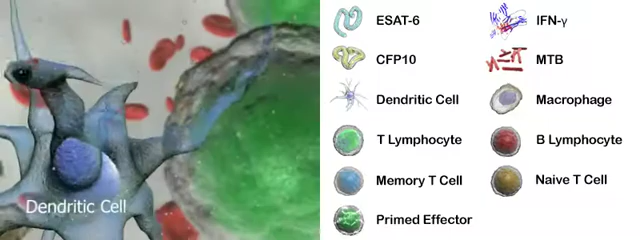 Dendritic Cell
ESAT-6
IFN-γ
CFP10
MTB
Dendritic Cell
Macrophage
T Lymphocyte
B Lymphocyte
Memory T Cell
Naive T Cell
Primed Effector